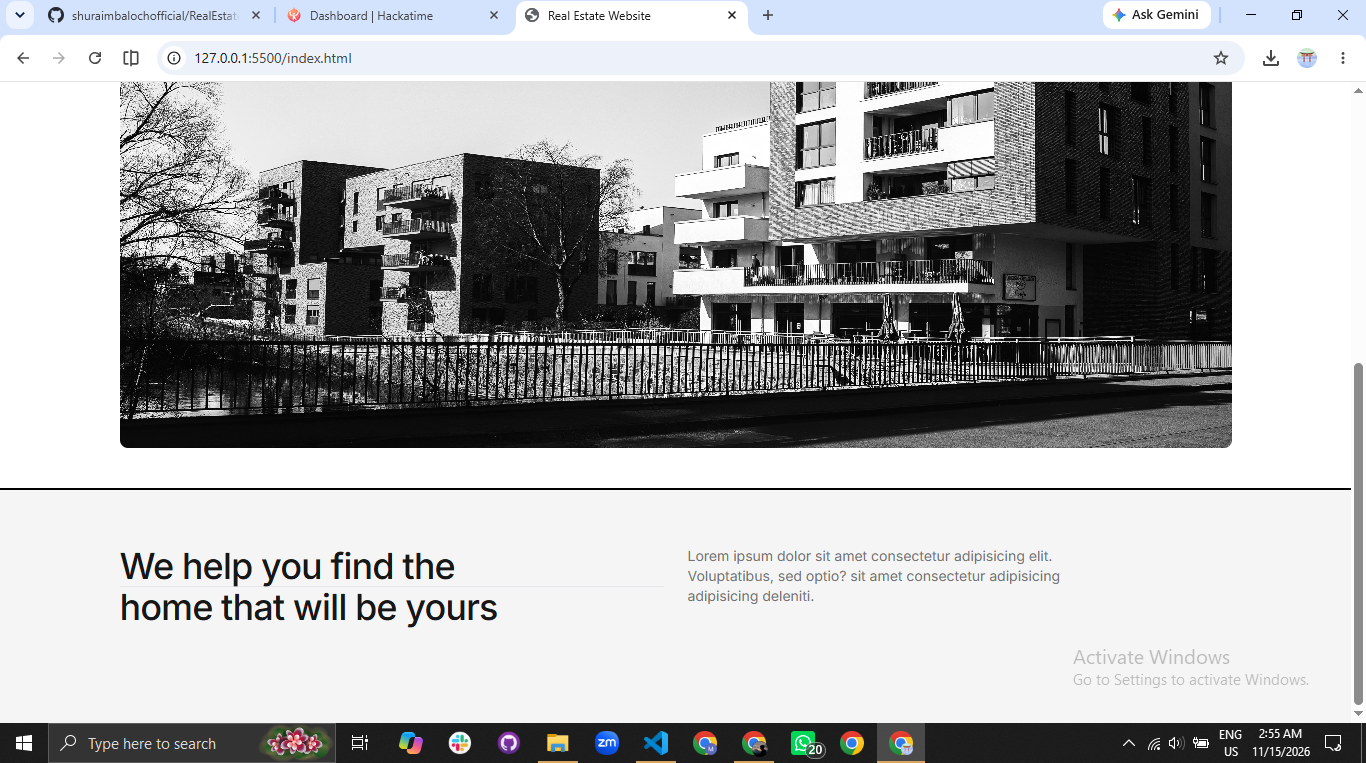 shuraimbalochofficial/RealEstate
Dashboard | Hackatime
Real Estate Website
Ask Gemini
127.0.0.1:5500/index.html
We help you find the
home that will be yours
Lorem ipsum dolor sit amet consectetur adipisicing elit.
Voluptatibus, sed optio? sit amet consectetur adipisicing
adipisicing deleniti.
Activate Windows
Go to Settings to activate Windows.
Type here to search
zm
M
20
ENG
US
2:55 AM
11/15/2026